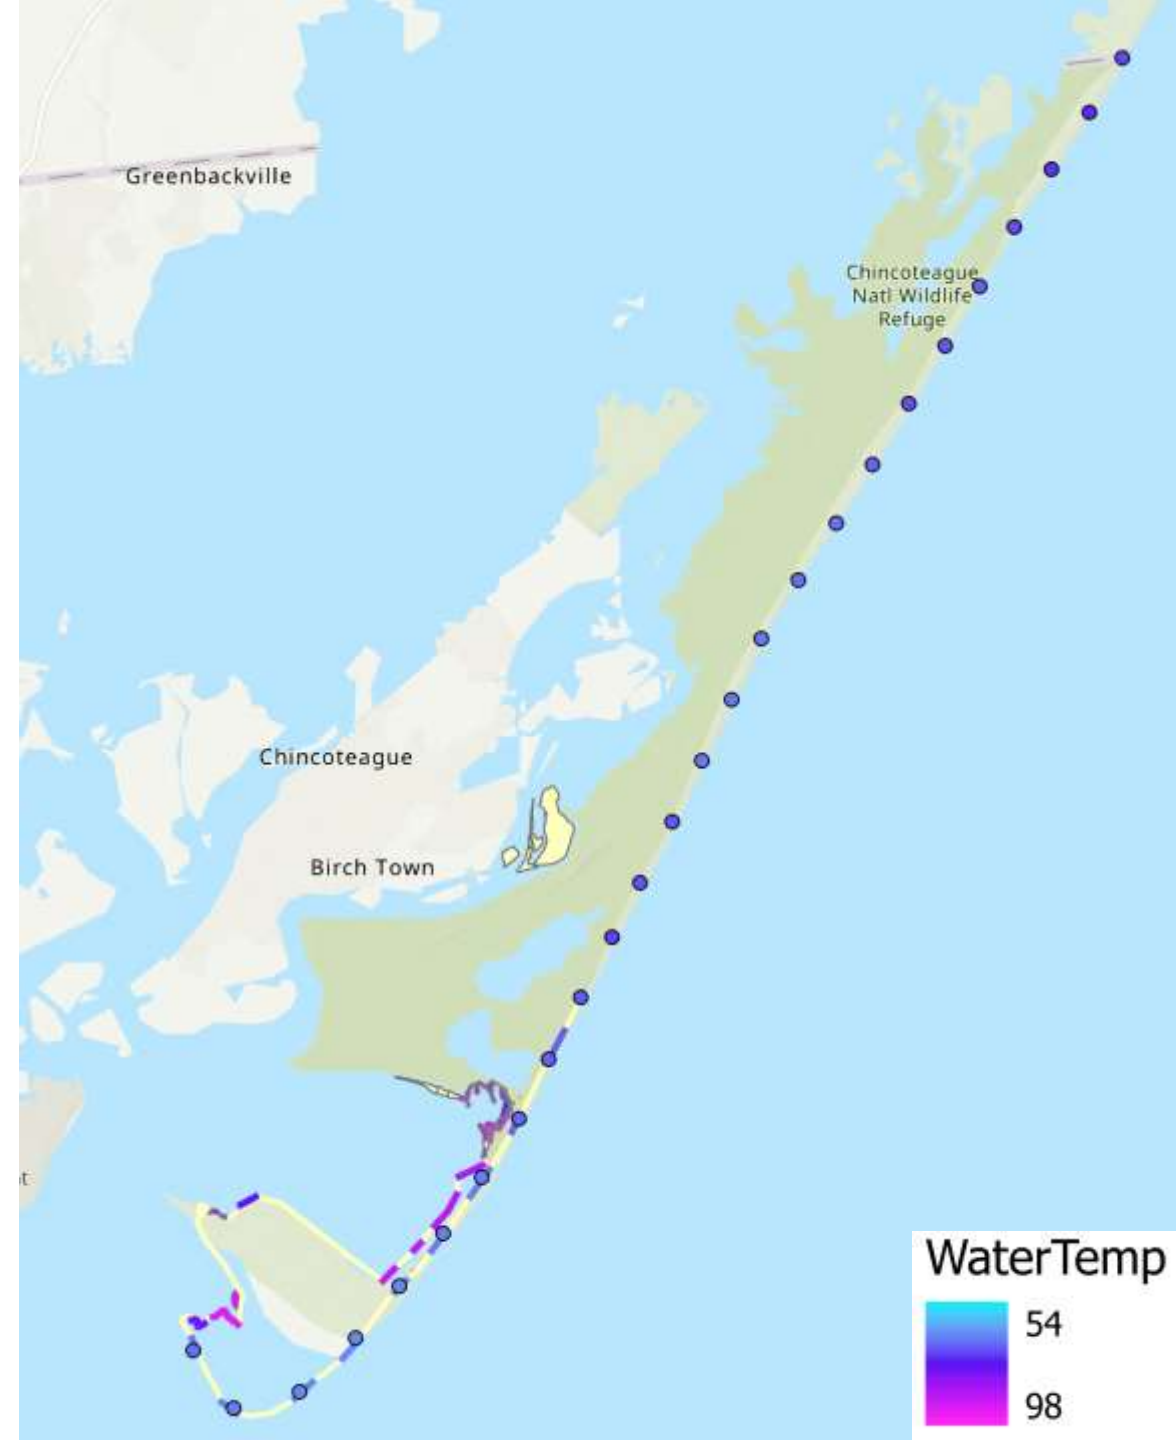 Greenbackville
Chincoteague
Natl Wildlife
Refuge
Chincoteague
Birch Town
t
WaterTemp
54
98